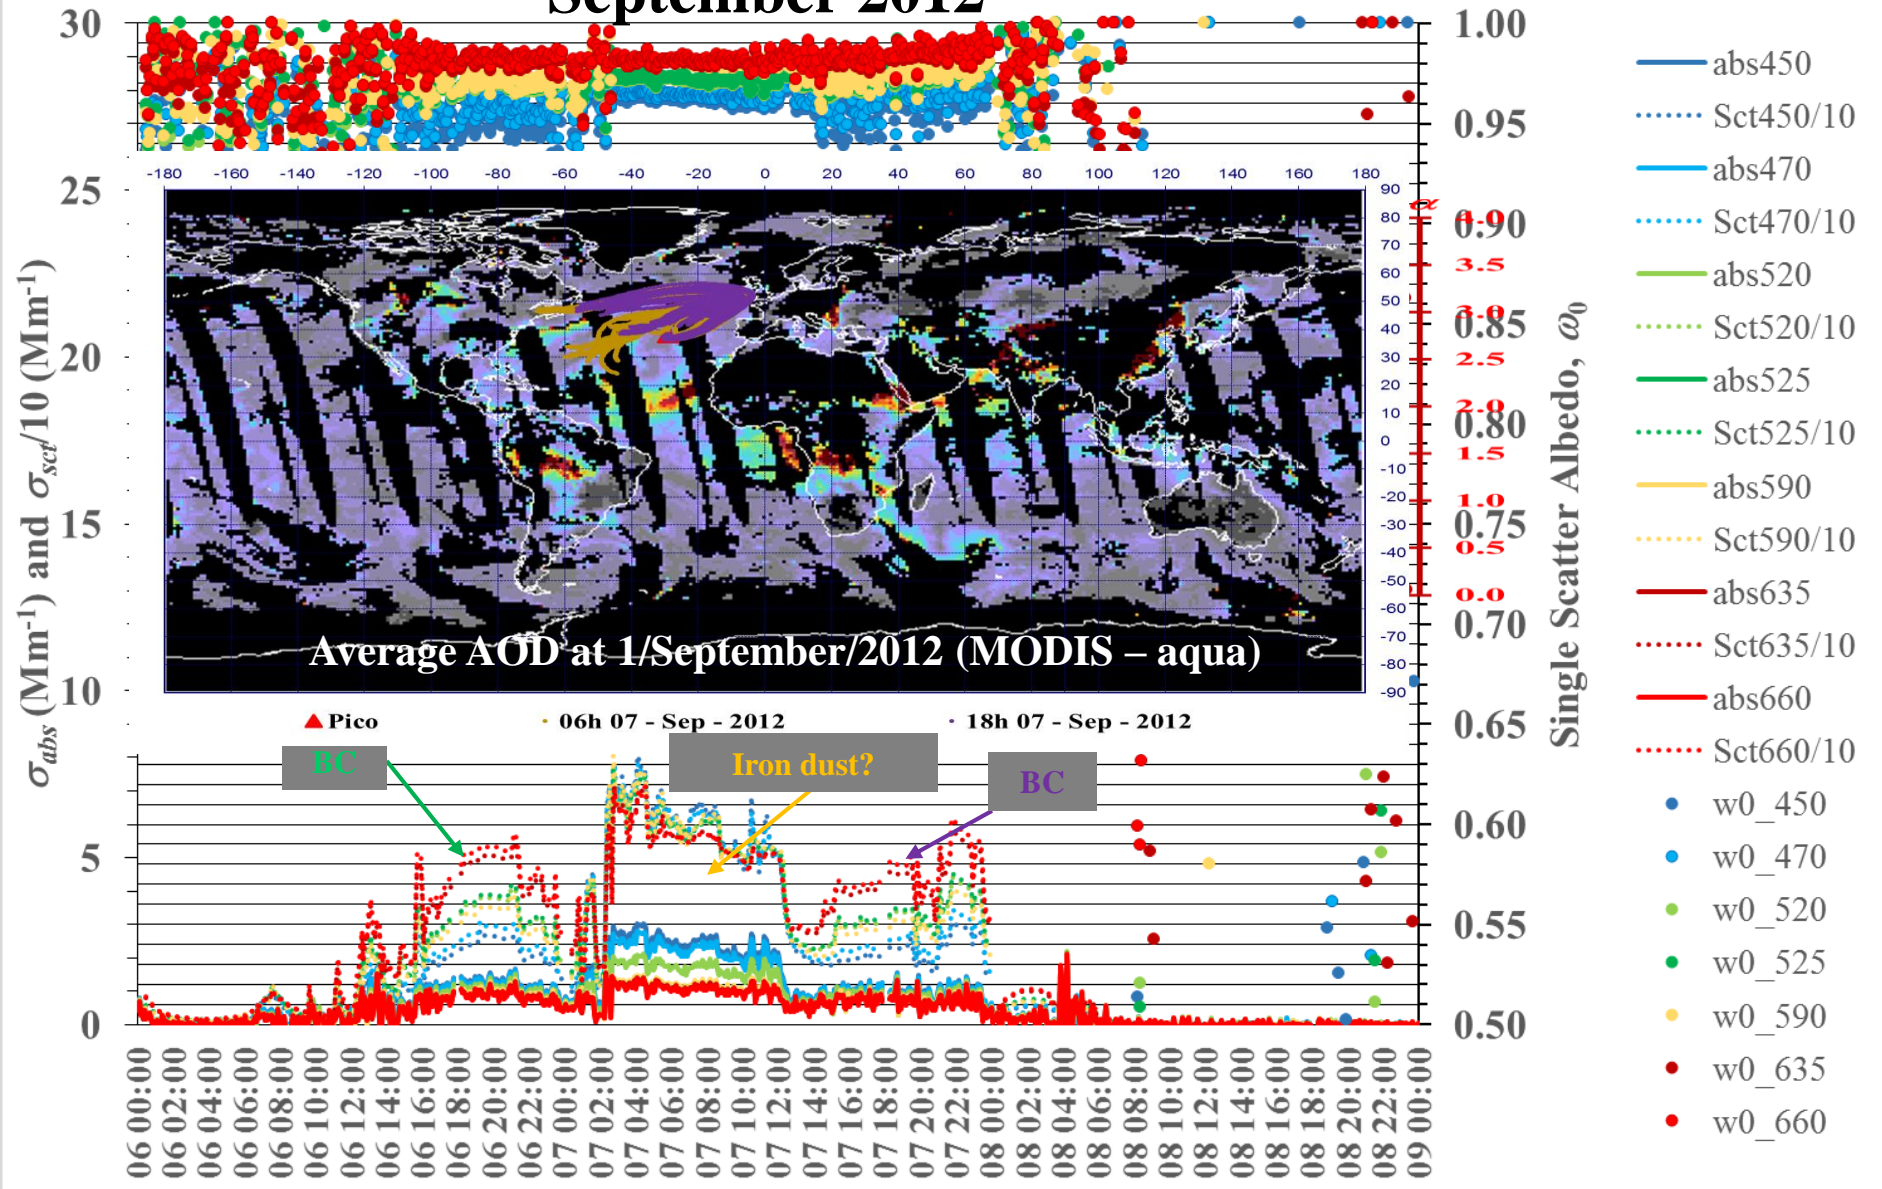 September 2012
30
25
20
15
10
5
0
σabs (Mm-1) and σsct/10 (Mm-1)
-180 -160 -140 -120 -100 -80 -60 -40 -20 0 20 40 60 80 100 120 140 160 180
90
80
70
60
50
40
30
20
10
0
-10
-20
-30
-40
-50
-60
-70
-80
-90
Average AOD at 1/September/2012 (MODIS – aqua)
α
4.0
3.5
3.0
2.5
2.0
1.5
1.0
0.5
0.0
1.00
0.95
0.90
0.85
0.80
0.75
0.70
0.65
0.60
0.55
0.50
Single Scatter Albedo, ω0
Pico 06h 07 - Sep - 2012 18h 07 - Sep - 2012
BC
Iron dust?
BC
06 00:00
06 02:00
06 04:00
06 06:00
06 08:00
06 10:00
06 12:00
06 14:00
06 16:00
06 18:00
06 20:00
06 22:00
07 00:00
07 02:00
07 04:00
07 06:00
07 08:00
07 10:00
07 12:00
07 14:00
07 16:00
07 18:00
07 20:00
07 22:00
08 00:00
08 02:00
08 04:00
08 06:00
08 08:00
08 10:00
08 12:00
08 14:00
08 16:00
08 18:00
08 20:00
08 22:00
09 00:00
abs450
Sct450/10
abs470
Sct470/10
abs520
Sct520/10
abs525
Sct525/10
abs590
Sct590/10
abs635
Sct635/10
abs660
Sct660/10
w0_450
w0_470
w0_520
w0_525
w0_590
w0_635
w0_660